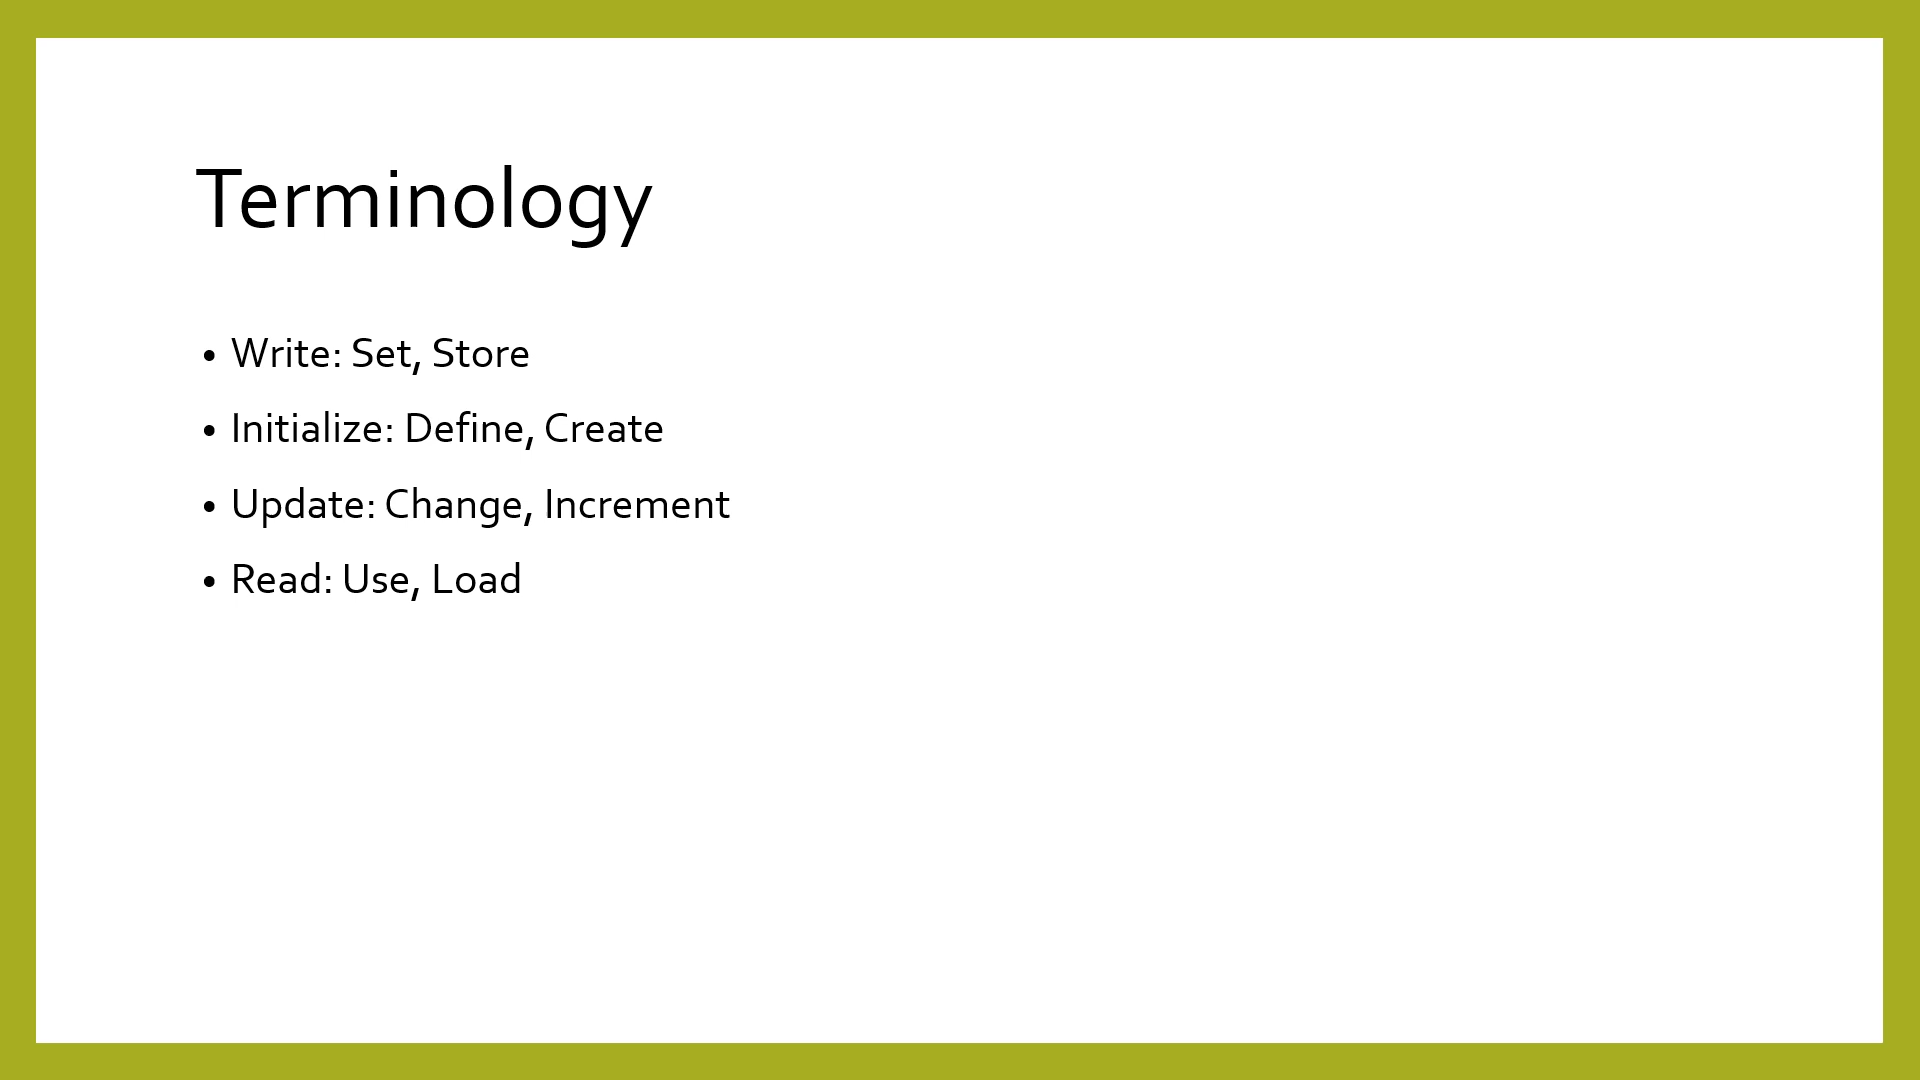 Terminology
• Write: Set, Store
• Initialize: Define, Create
• Update: Change, Increment
• Read: Use, Load